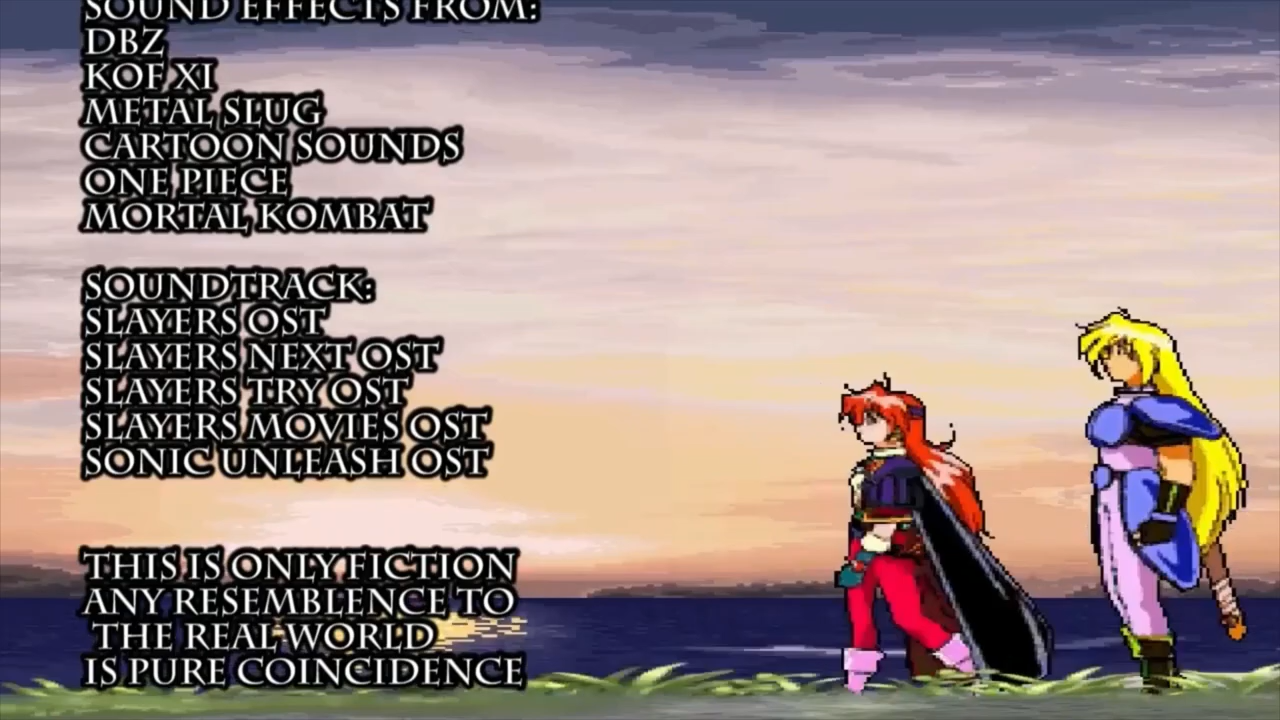 SOUND EFFECTS FROM:
DBZ
KOF XI
METAL SLUG
CARTOON SOUNDS
ONE PIECE
MORTAL KOMBAT
SOUNDTRACK:
SLAYERS OST
SLAYERS NEXT OST
SLAYERS TRY OST
SLAYERS MOVIES OST
SONIC UNLEASH OST
THIS IS ONLY FICTION
ANY RESEMBLENCE TO
THE REAL WORLD
IS PURE COINCIDENCE